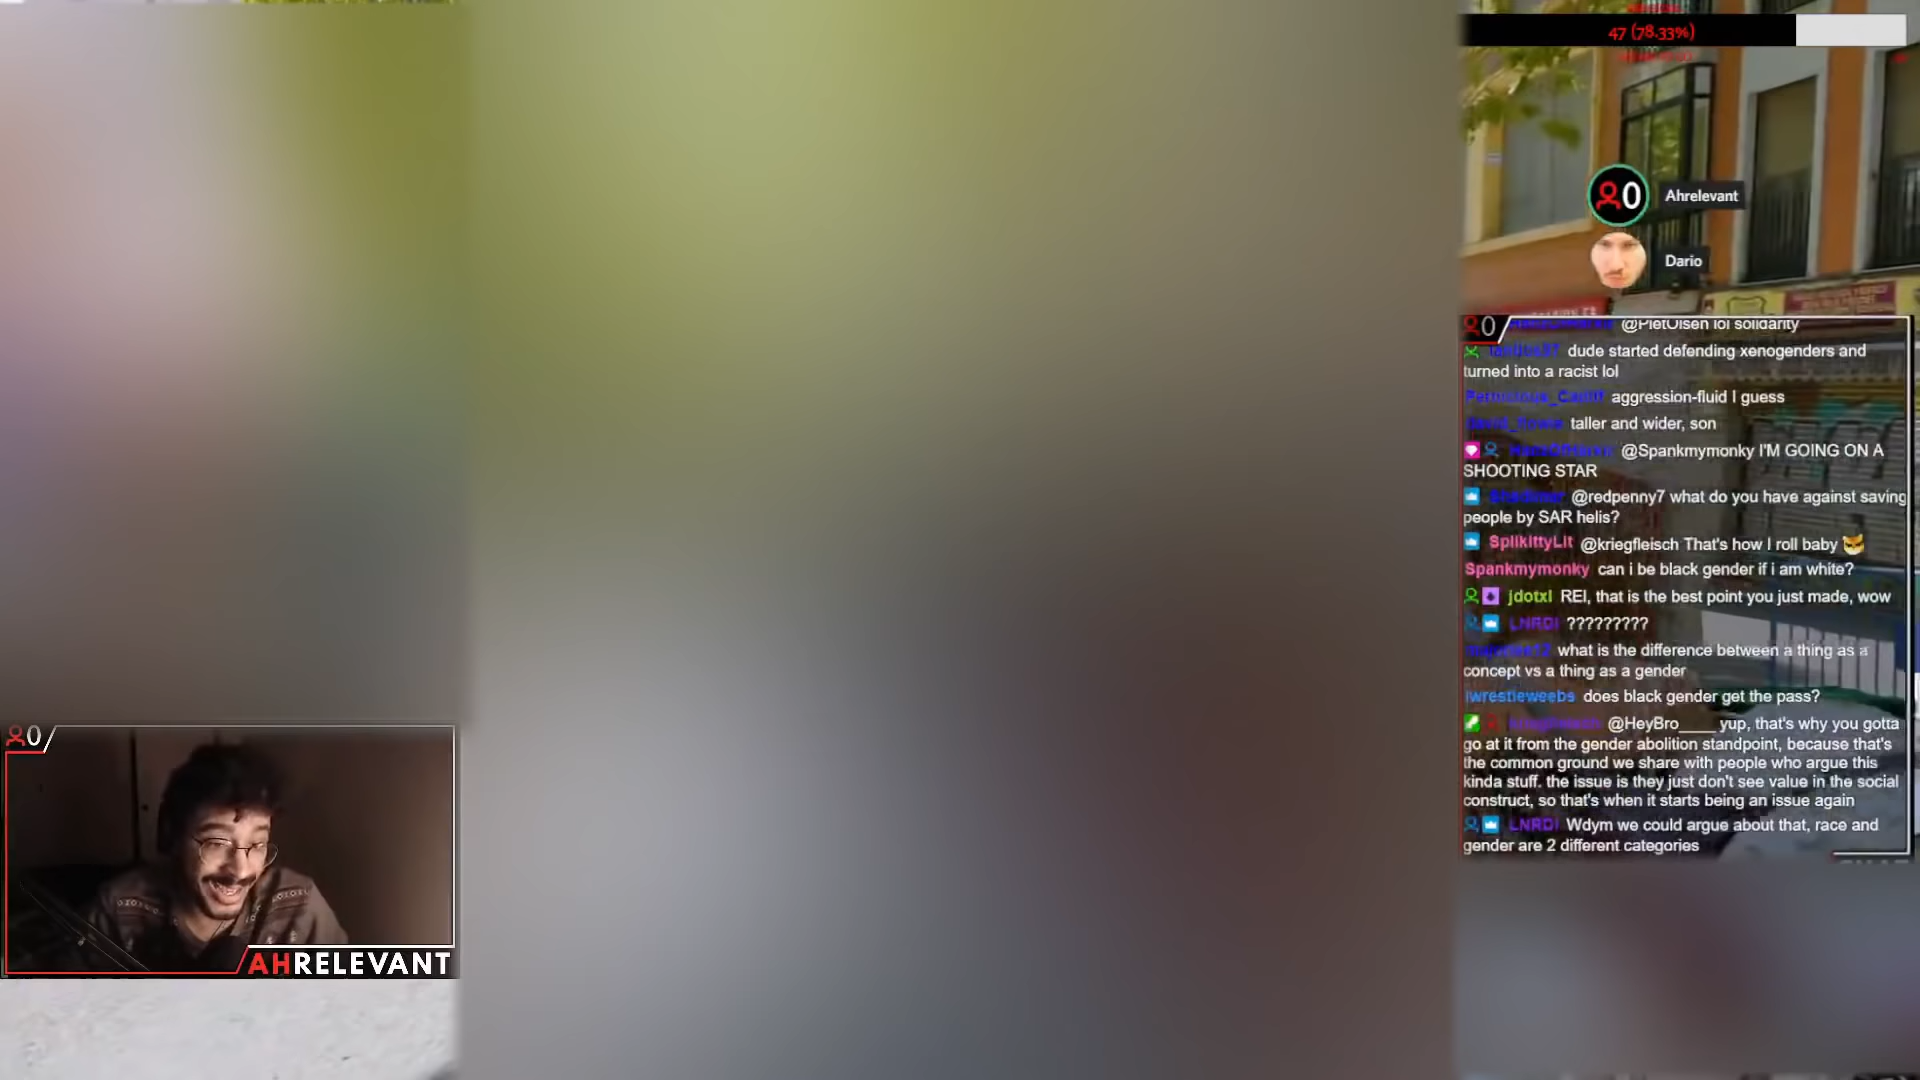 47 (78.33%)
0
Ahrelevant
Dario
0
@PietOlsen lol solidarity
dude started defending xenogenders and
turned into a racist lol
aggression-fluid I guess
taller and wider, son
@Spankmymonky I'M GOING ON A
SHOOTING STAR
@redpenny7 what do you have against saving
people by SAR helis?
SplikittyLit @kriegfleisch That's how I roll baby
Spankmymonky can i be black gender if i am white?
jdotxl REI, that is the best point you just made, wow
LNRDI ?????????
what is the difference between a thing as a
concept vs a thing as a gender
iwrestleweebs does black gender get the pass?
@HeyBro____ yup, that's why you gotta
go at it from the gender abolition standpoint, because that's
the common ground we share with people who argue this
kinda stuff. the issue is they just don't see value in the social
construct, so that's when it starts being an issue again
LNRDI Wdym we could argue about that, race and
gender are 2 different categories
0
AHRELEVANT